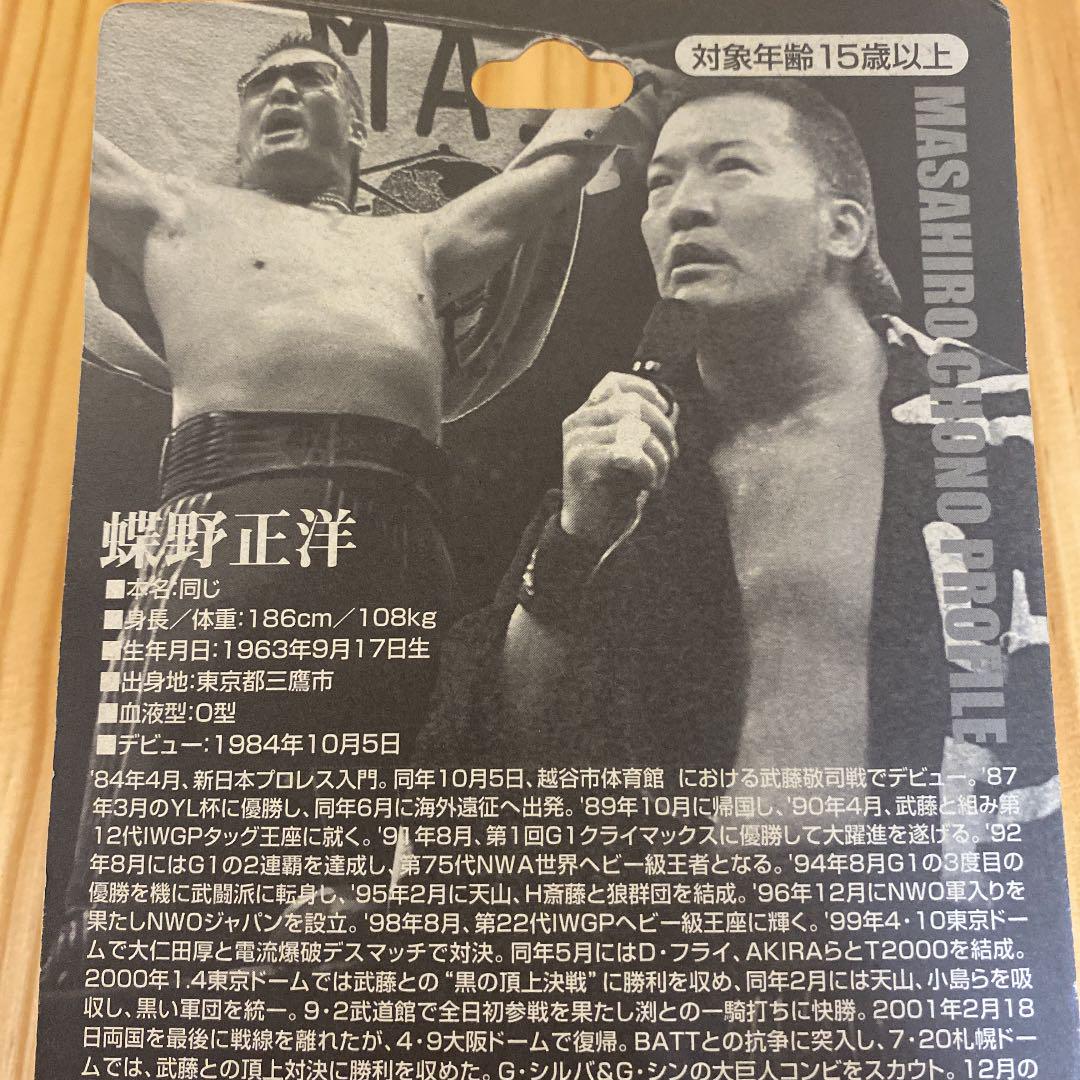 MA
対象年齢15歳以上
MASAHIRO CHONO PROFILE
蝶野正洋
■本名:同じ
■身長／体重:186cm／108kg
■生年月日:1963年9月17日生
■出身地:東京都三鷹市
■血液型:O型
■デビュー:1984年10月5日
'84年4月、新日本プロレス入門。同年10月5日、越谷市体育館 における武藤敬司戦でデビュー。'87
年3月のYL杯に優勝し、同年6月に海外遠征へ出発。'89年10月に帰国し、'90年4月、武藤と組み第
12代IWGPタッグ王座に就く。'91年8月、第1回G1クライマックスに優勝して大躍進を遂げる。'92
年8月にはG1の2連覇を達成し、第75代NWA世界ヘビー級王者となる。'94年8月G1の3度目の
優勝を機に武闘派に転身し、'95年2月に天山、H斎藤と狼群団を結成。'96年12月にNWO軍入りを
果たしNWOジャパンを設立。'98年8月、第22代IWGPヘビー級王座に輝く。'99年4・10東京ドー
ムで大仁田厚と電流爆破デスマッチで対決。同年5月にはD・フライ、AKIRAらとT2000を結成。
2000年1.4東京ドームでは武藤との“黒の頂上決戦”に勝利を収め、同年2月には天山、小島らを吸
収し、黒い軍団を統一。9・2武道館で全日初参戦を果たし渕との一騎打ちに快勝。2001年2月18
日両国を最後に戦線を離れたが、4・9大阪ドームで復帰。BATTとの抗争に突入し、7・20札幌ドー
ムでは、武藤との頂上対決に勝利を収めた。G・シルバ&G・シンの大巨人コンビをスカウト。12月の